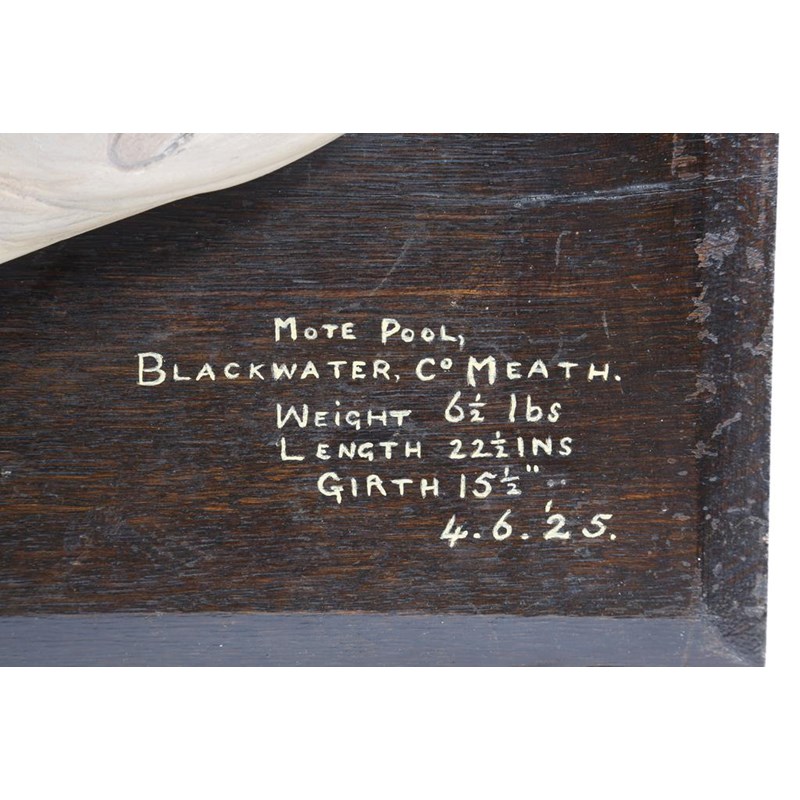 MOTE POOL,
BLACKWATER, Cº MEATH.
WEIGHT 6½ lbs
LENGTH 22½ INS
GIRTH 15½"
4.6.'25.